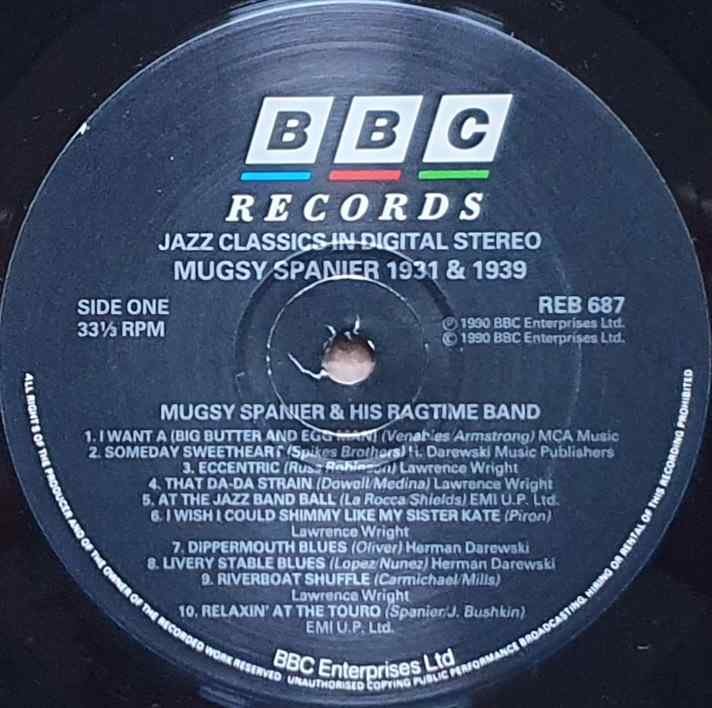 BBC
RECORDS
JAZZ CLASSICS IN DIGITAL STEREO
MUGSY SPANIER 1931 & 1939
SIDE ONE
33⅓ RPM
REB 687
℗ 1990 BBC Enterprises Ltd.
© 1990 BBC Enterprises Ltd.
MUGSY SPANIER & HIS RAGTIME BAND
1. I WANT A (BIG BUTTER AND EGG MAN) (Venables/Armstrong) MCA Music
2. SOMEDAY SWEETHEART (Spikes Brothers) H. Darewski Music Publishers
3. ECCENTRIC (Russ Robinson) Lawrence Wright
4. THAT DA-DA STRAIN (Dowell/Medina) Lawrence Wright
5. AT THE JAZZ BAND BALL (La Rocca/Shields) EMI U.P. Ltd.
6. I WISH I COULD SHIMMY LIKE MY SISTER KATE (Piron)
Lawrence Wright
7. DIPPERMOUTH BLUES (Oliver) Herman Darewski
8. LIVERY STABLE BLUES (Lopez/Nunez) Herman Darewski
9. RIVERBOAT SHUFFLE (Carmichael/Mills)
Lawrence Wright
10. RELAXIN' AT THE TOURO (Spanier/J. Bushkin)
EMI U.P. Ltd.
BBC Enterprises Ltd
ALL RIGHTS OF THE PRODUCER AND OF THE OWNER OF THE RECORDED WORK RESERVED UNAUTHORISED COPYING PUBLIC PERFORMANCE BROADCASTING, HIRING OR RENTAL OF THIS RECORDING PROHIBITED